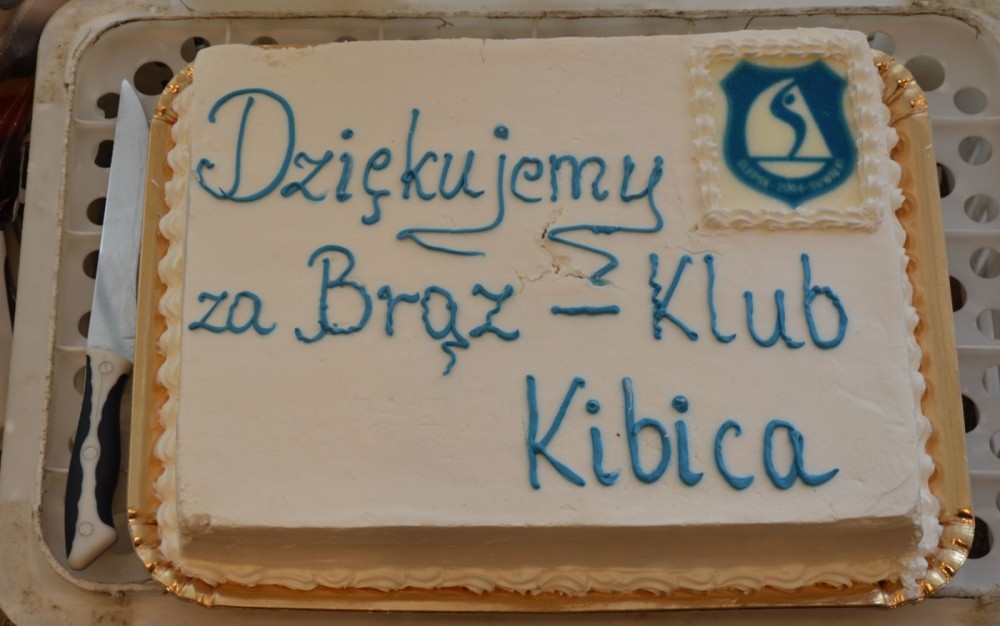 Dziękujemy
za Brąz – Klub
Kibica